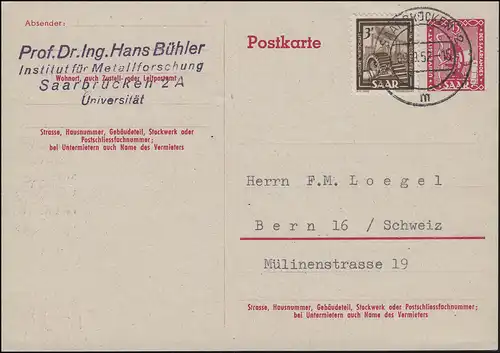 Absender:
Prof.Dr.Ing.Hans Bühler
Institut für Metallforschung
Wohnort, auch Zustell- oder Leitpostamt
Saarbrücken 2A
Universität
Strasse, Hausnummer, Gebäudeteil, Stockwerk oder
Postschliessfachnummer;
bei Untermietern auch Name des Vermieters
Postkarte
3F
SAAR
SAAR
m
Herrn F.M. Loegel
Bern 16 / Schweiz
Mülinenstrasse 19
Strasse, Hausnummer, Gebäudeteil, Stockwerk oder Postschliessfachnummer;
bei Untermietern auch Name des Vermieters